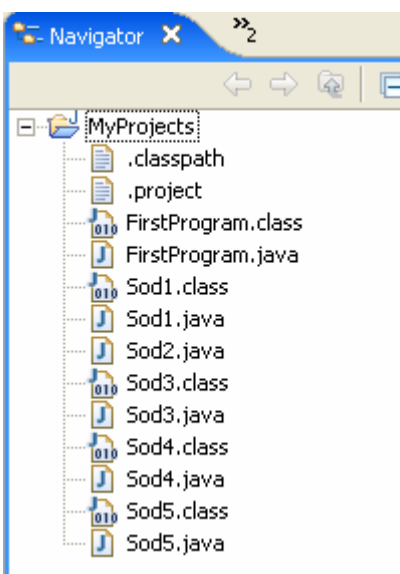 Navigator
»2
MyProjects
.classpath
.project
FirstProgram.class
FirstProgram.java
Sod1.class
Sod1.java
Sod2.java
Sod3.class
Sod3.java
Sod4.class
Sod4.java
Sod5.class
Sod5.java